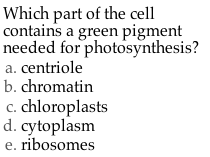 Which part of the cell
contains a green pigment
needed for photosynthesis?
a. centriole
b. chromatin
c. chloroplasts
d. cytoplasm
e. ribosomes